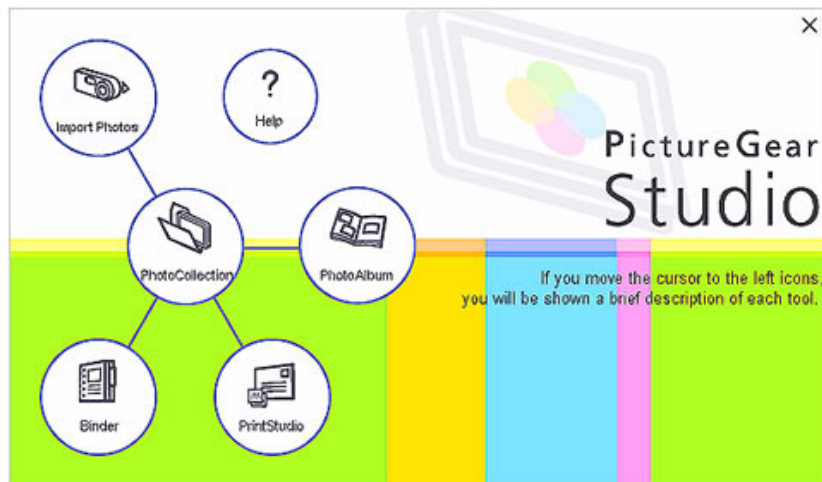 Import Photos
?
Help
PictureGear
Studio
PhotoCollection
PhotoAlbum
If you move the cursor to the left icons,
you will be shown a brief description of each tool.
Binder
PrintStudio